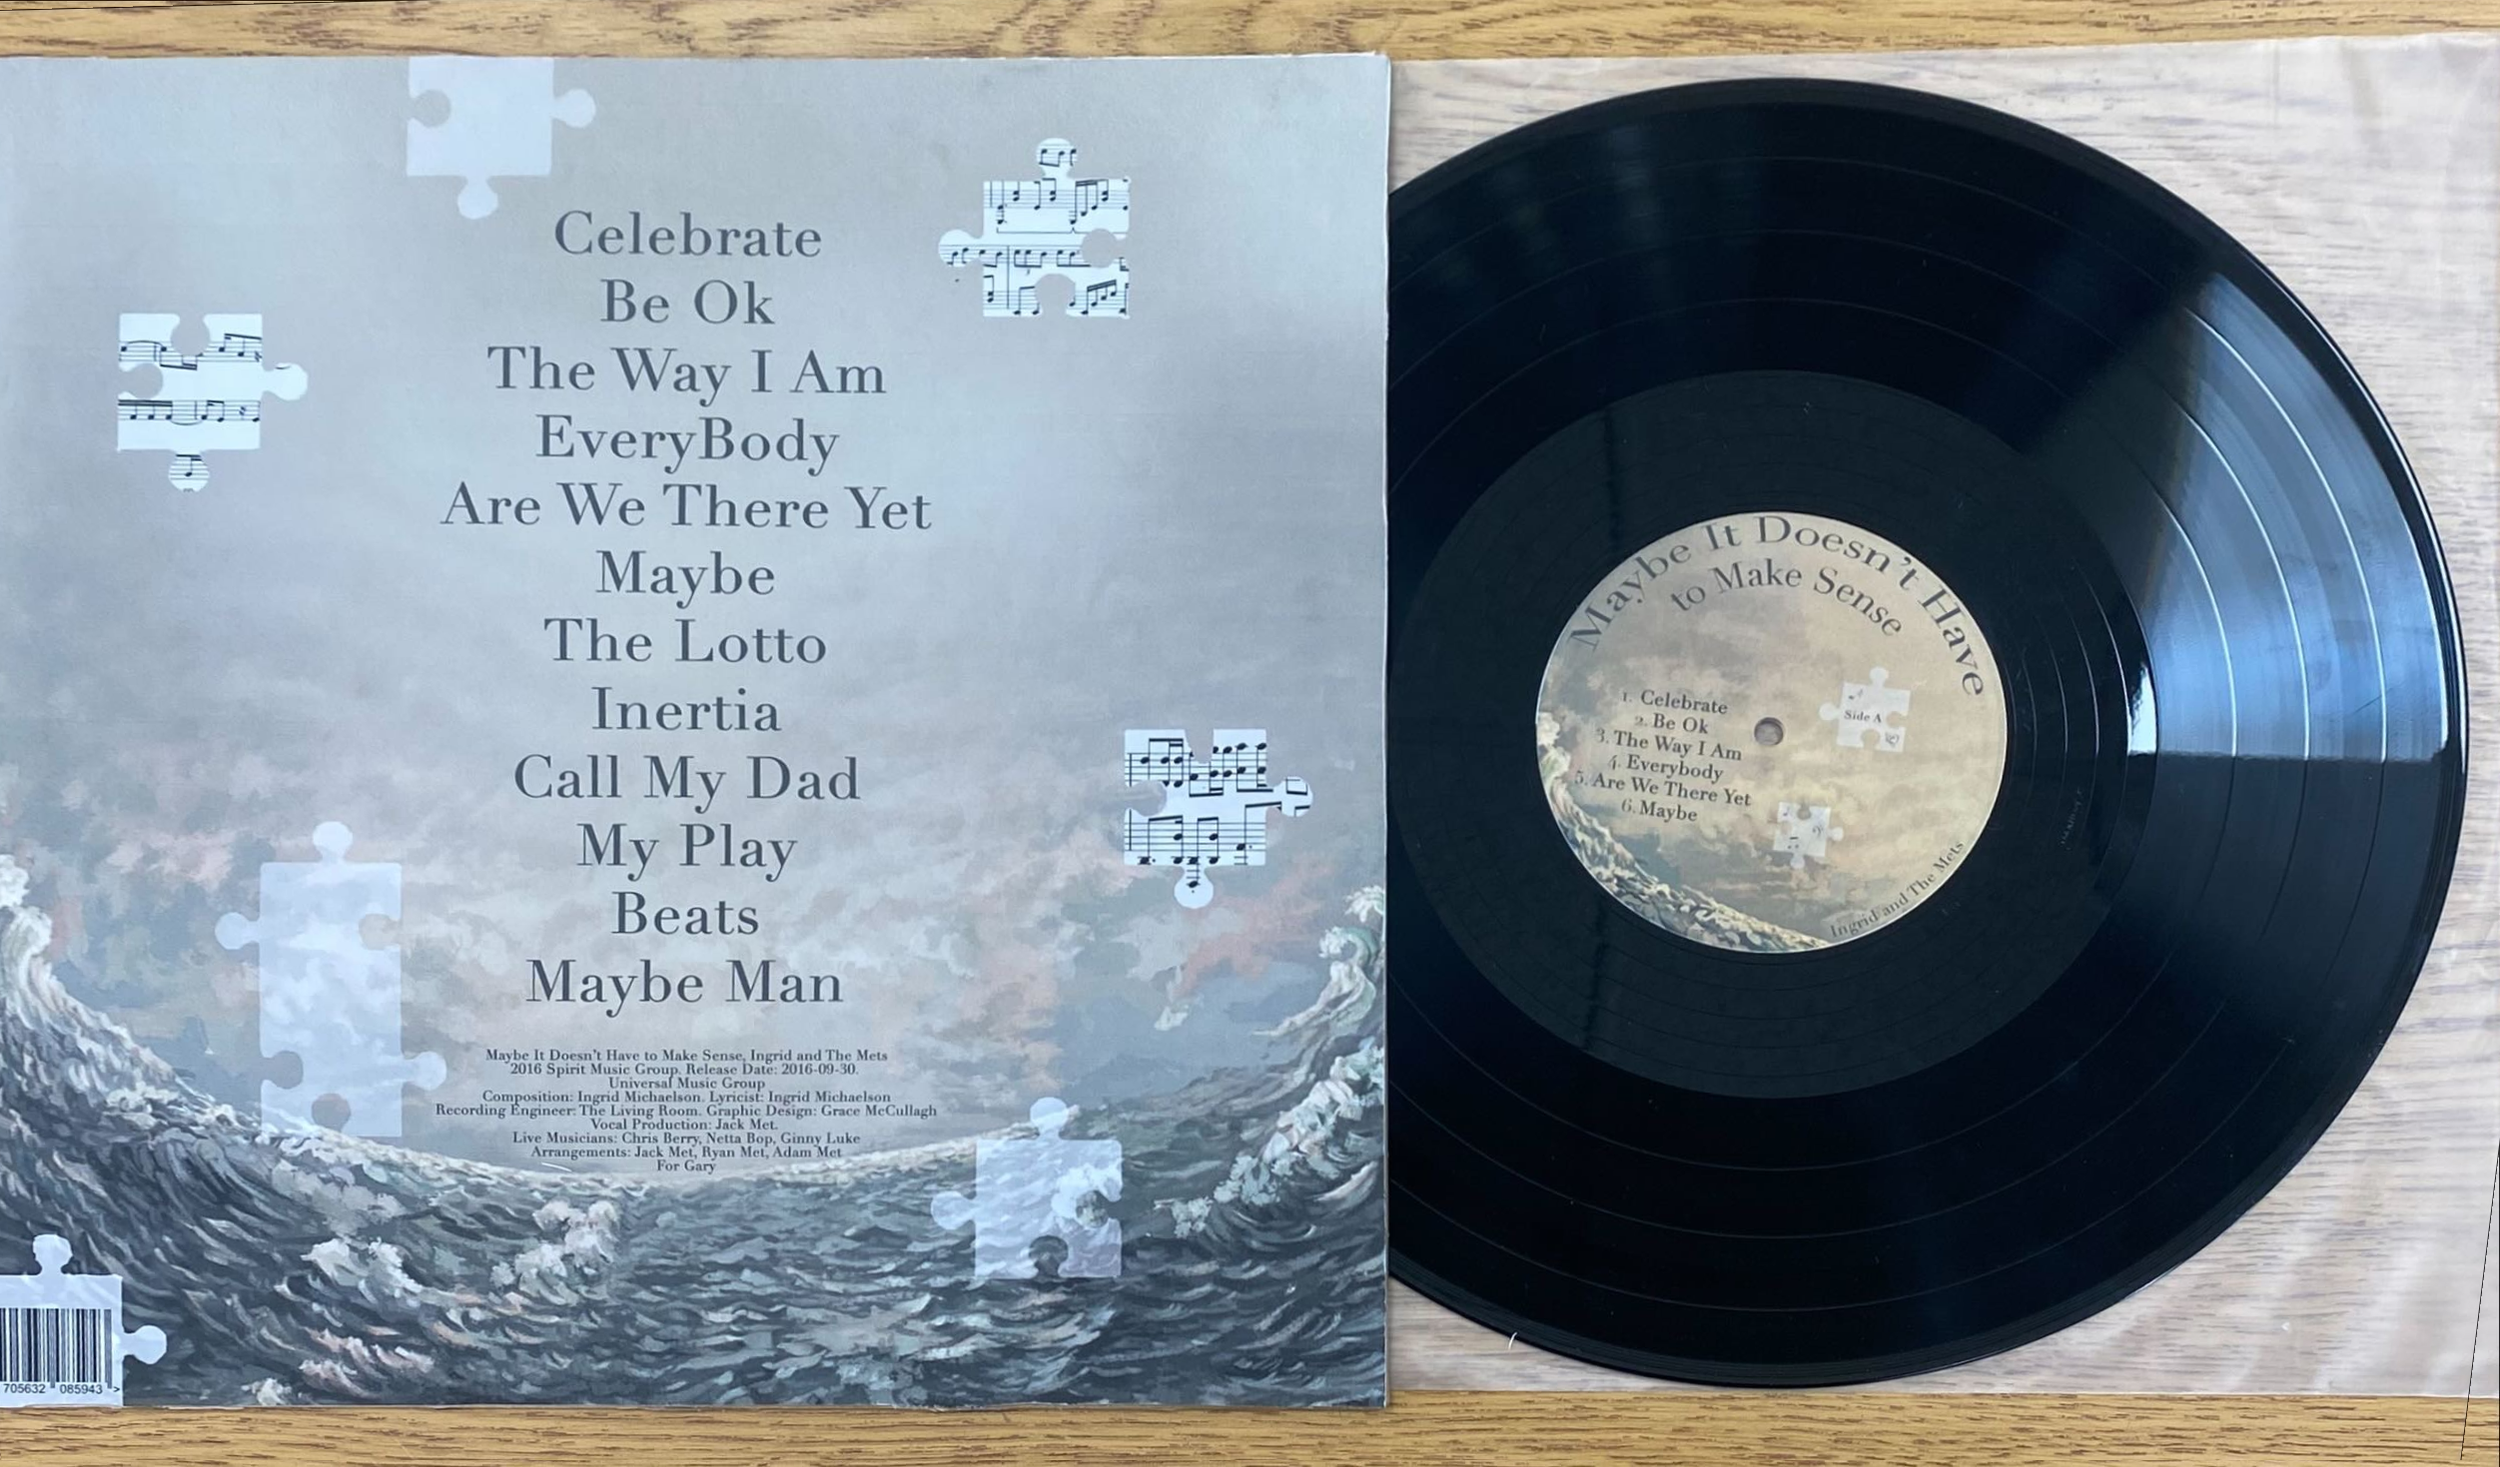 Celebrate
Be Ok
The Way I Am
EveryBody
Are We There Yet
Maybe
The Lotto
Inertia
Call My Dad
My Play
Beats
Maybe Man
Maybe It Doesn't Have to Make Sense, Ingrid and The Mets
2016 Spirit Music Group. Release Date: 2016-09-30.
Universal Music Group
Composition: Ingrid Michaelson. Lyricist: Ingrid Michaelson
Recording Engineer: The Living Room. Graphic Design: Grace McCullagh
Vocal Production: Jack Met.
Live Musicians: Chris Berry, Netta Bop, Ginny Luke
Arrangements: Jack Met, Ryan Met, Adam Met
For Gary
705632 085943 >
Maybe It Doesn't Have
to Make Sense
1. Celebrate
2. Be Ok
3. The Way I Am
4. Everybody
5. Are We There Yet
6. Maybe
Side A
Ingrid and The Mets